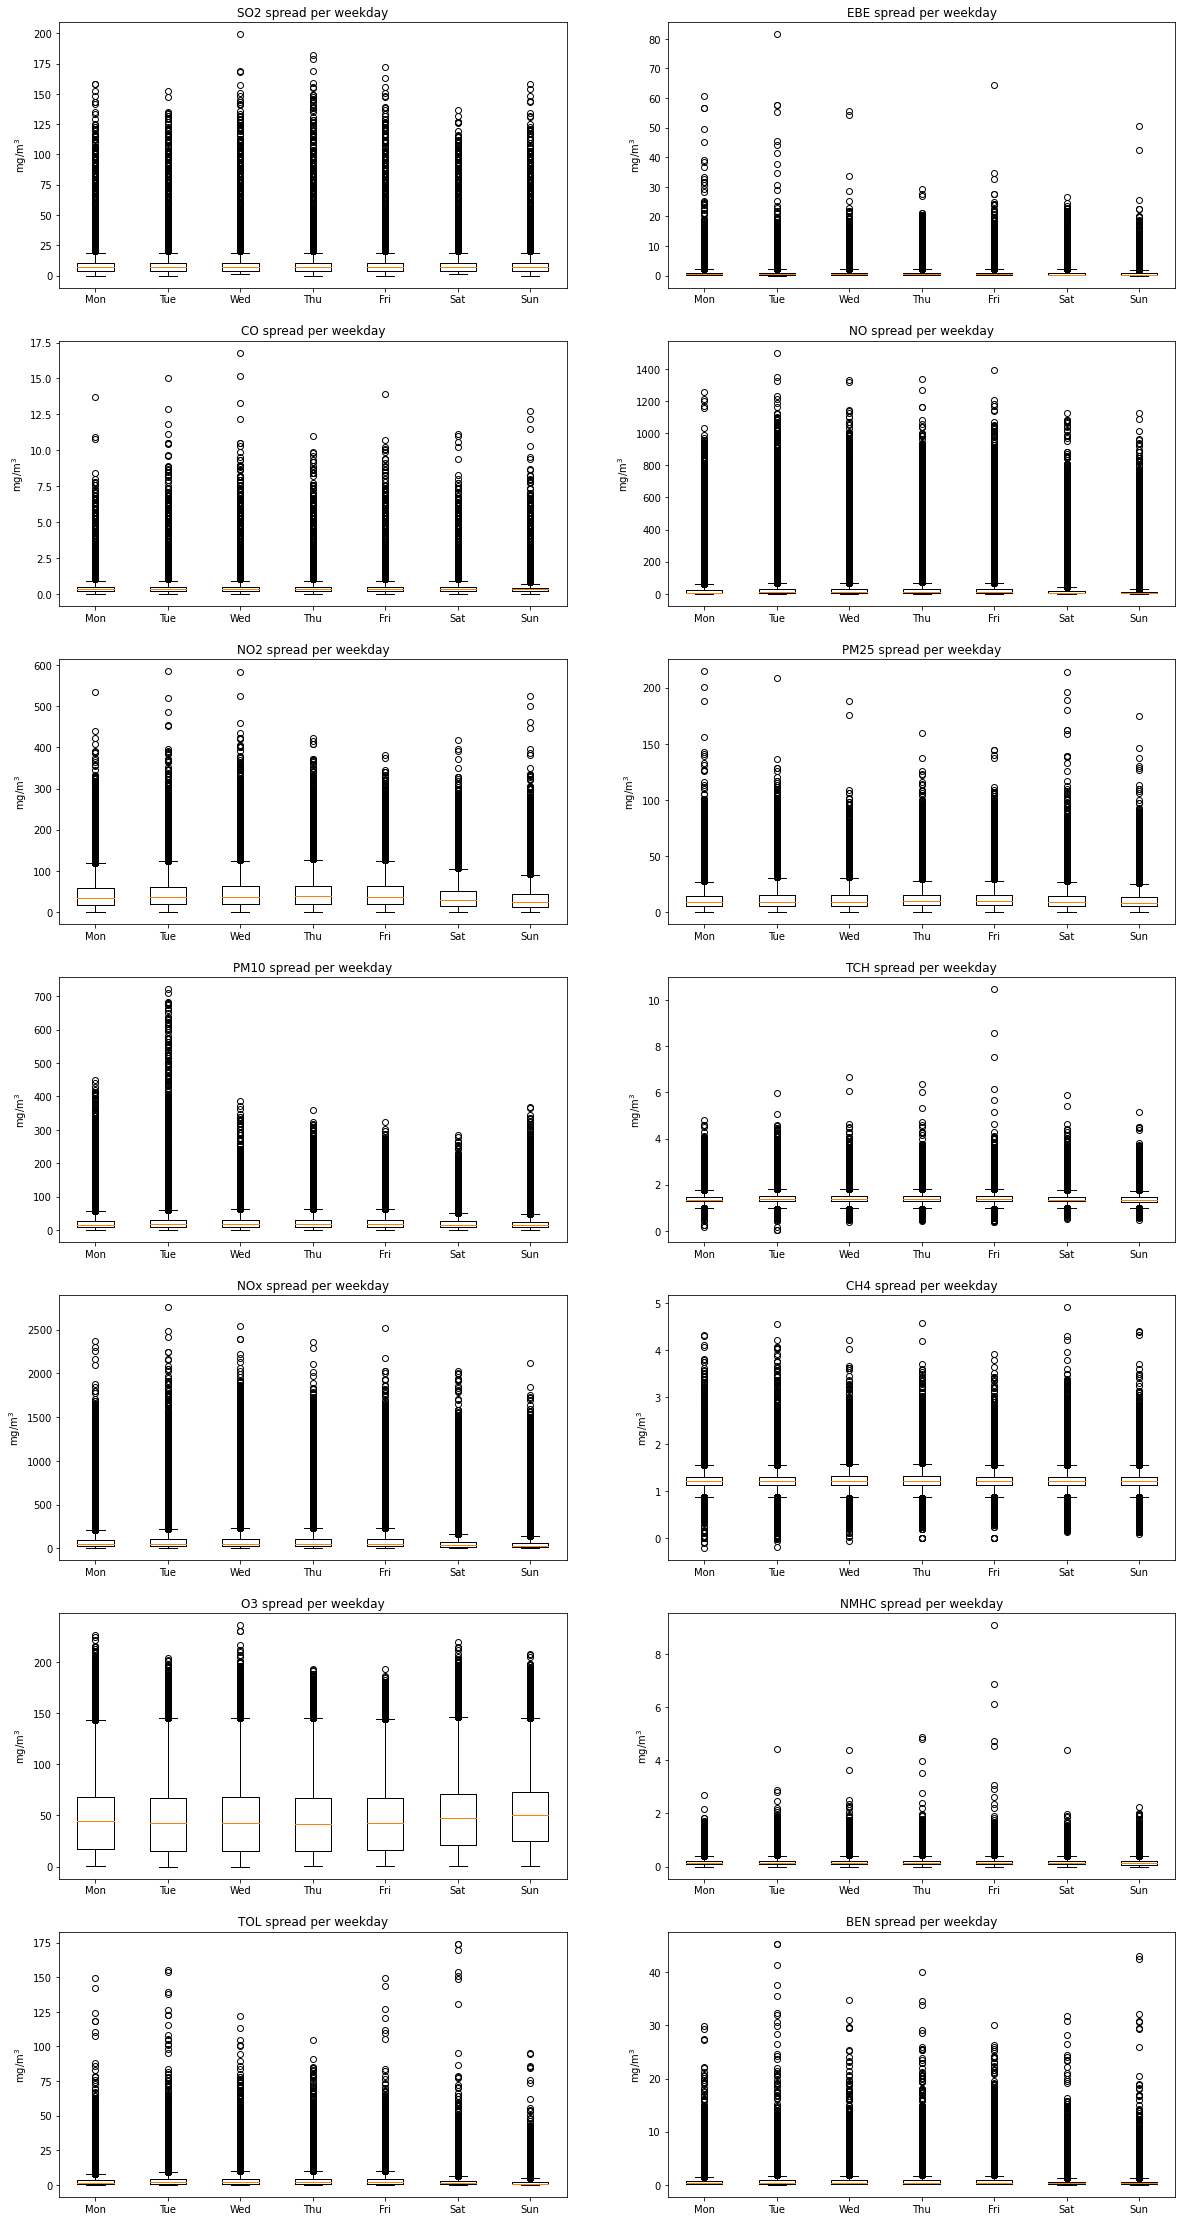 SO2 spread per weekday
mg/m³
200
175
150
125
100
75
50
25
0
Mon Tue Wed Thu Fri Sat Sun
EBE spread per weekday
mg/m³
80
70
60
50
40
30
20
10
0
Mon Tue Wed Thu Fri Sat Sun
CO spread per weekday
mg/m³
17.5
15.0
12.5
10.0
7.5
5.0
2.5
0.0
Mon Tue Wed Thu Fri Sat Sun
NO spread per weekday
mg/m³
1400
1200
1000
800
600
400
200
0
Mon Tue Wed Thu Fri Sat Sun
NO2 spread per weekday
mg/m³
600
500
400
300
200
100
0
Mon Tue Wed Thu Fri Sat Sun
PM25 spread per weekday
mg/m³
200
150
100
50
0
Mon Tue Wed Thu Fri Sat Sun
PM10 spread per weekday
mg/m³
700
600
500
400
300
200
100
0
Mon Tue Wed Thu Fri Sat Sun
TCH spread per weekday
mg/m³
10
8
6
4
2
0
Mon Tue Wed Thu Fri Sat Sun
NOx spread per weekday
mg/m³
2500
2000
1500
1000
500
0
Mon Tue Wed Thu Fri Sat Sun
CH4 spread per weekday
mg/m³
5
4
3
2
1
0
Mon Tue Wed Thu Fri Sat Sun
O3 spread per weekday
mg/m³
200
150
100
50
0
Mon Tue Wed Thu Fri Sat Sun
NMHC spread per weekday
mg/m³
8
6
4
2
0
Mon Tue Wed Thu Fri Sat Sun
TOL spread per weekday
mg/m³
175
150
125
100
75
50
25
0
Mon Tue Wed Thu Fri Sat Sun
BEN spread per weekday
mg/m³
40
30
20
10
0
Mon Tue Wed Thu Fri Sat Sun